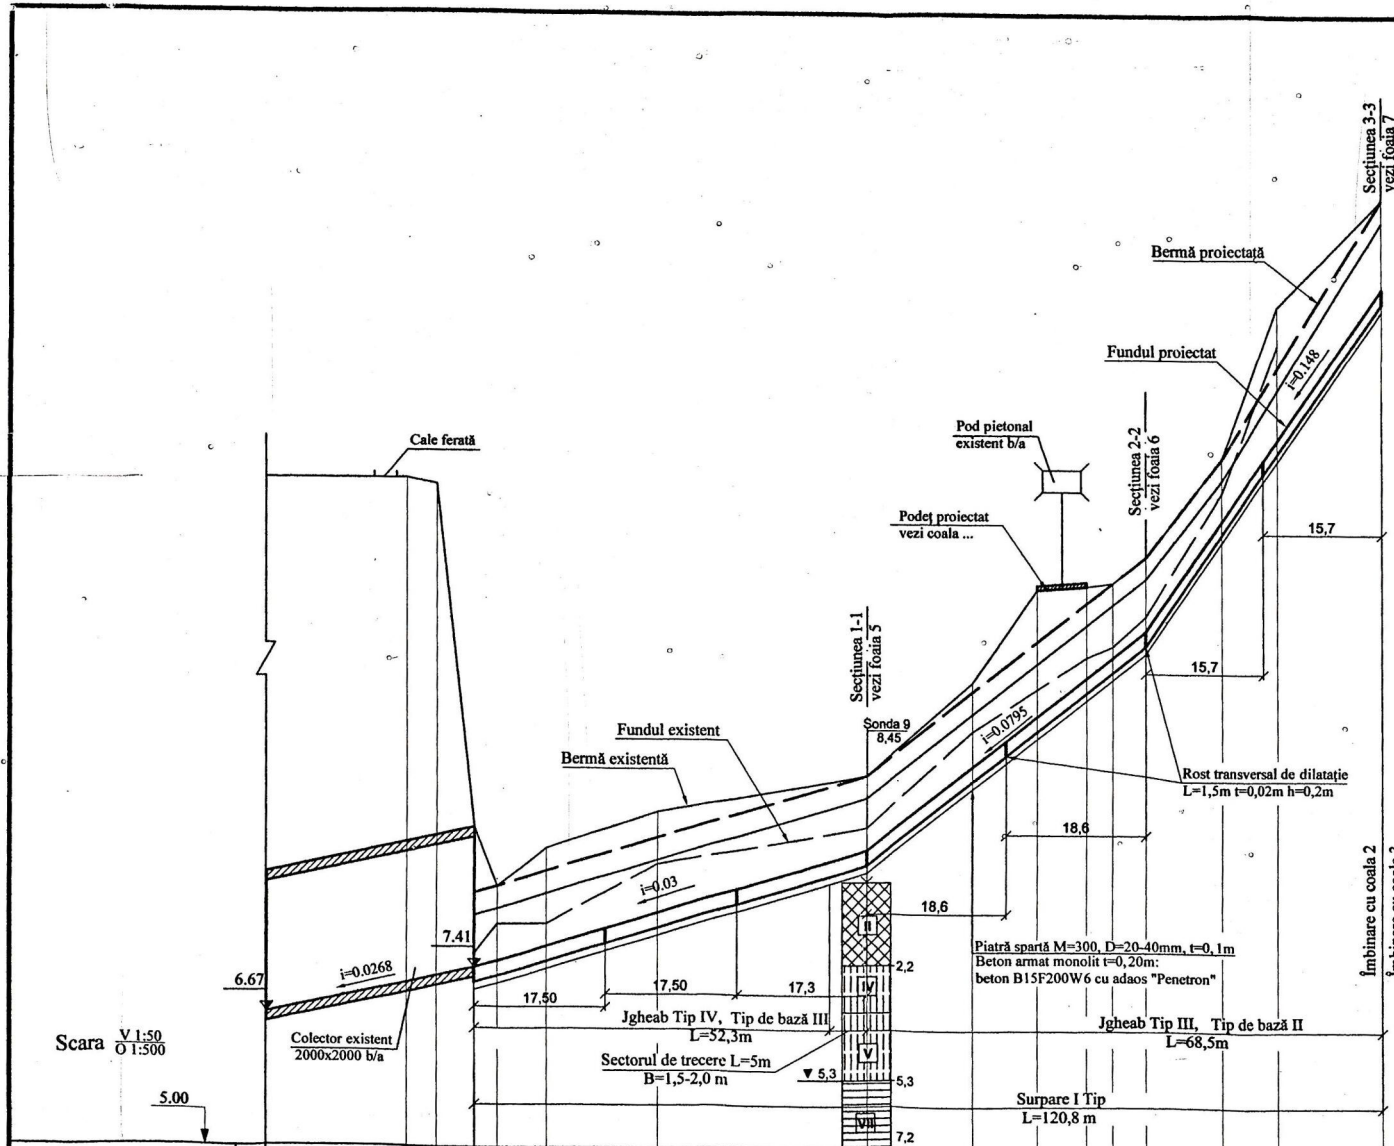 Secțiunea 3-3
vezi foaia 7
Bermă proiectată
Fundul proiectat
i=0.148
Cale ferată
Pod pietonal
existent b/a
Secțiunea 2-2
vezi foaia 6
Podeț proiectat
vezi coala ...
15,7
15,7
Secțiunea 1-1
vezi foaia 5
Sonda 9
8,45
i=0.0795
Fundul existent
Bermă existentă
Rost transversal de dilatație
L=1,5m t=0,02m h=0,2m
18,6
18,6
i=0.03
II
7.41
6.67
i=0.0268
Piatră spartă M=300, D=20-40mm, t=0,1m
Beton armat monolit t=0,20m:
beton B15F200W6 cu adaos "Penetron"
2,2
IV
17,50
17,50
17,3
Îmbinare cu coala 2
Jgheab Tip IV, Tip de bază III
L=52,3m
Jgheab Tip III, Tip de bază II
L=68,5m
Scara V 1:50
O 1:500
Colector existent
2000x2000 b/a
Sectorul de trecere L=5m
B=1,5-2,0 m
V
▼ 5,3
5,3
5.00
Surpare I Tip
L=120,8 m
VII
7,2